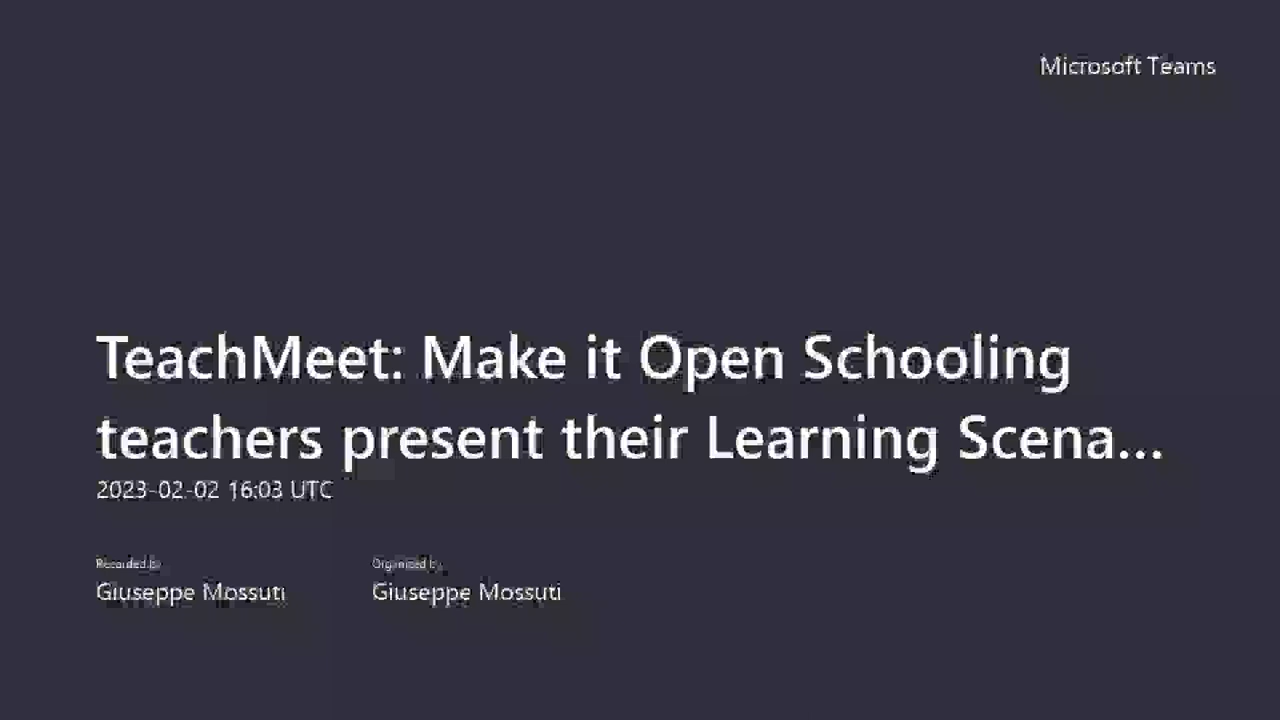 Microsoft Teams
TeachMeet: Make it Open Schooling
teachers present their Learning Scena...
2023-02-02 16:03 UTC
Recorded by
Organized by
Giuseppe Mossuti
Giuseppe Mossuti